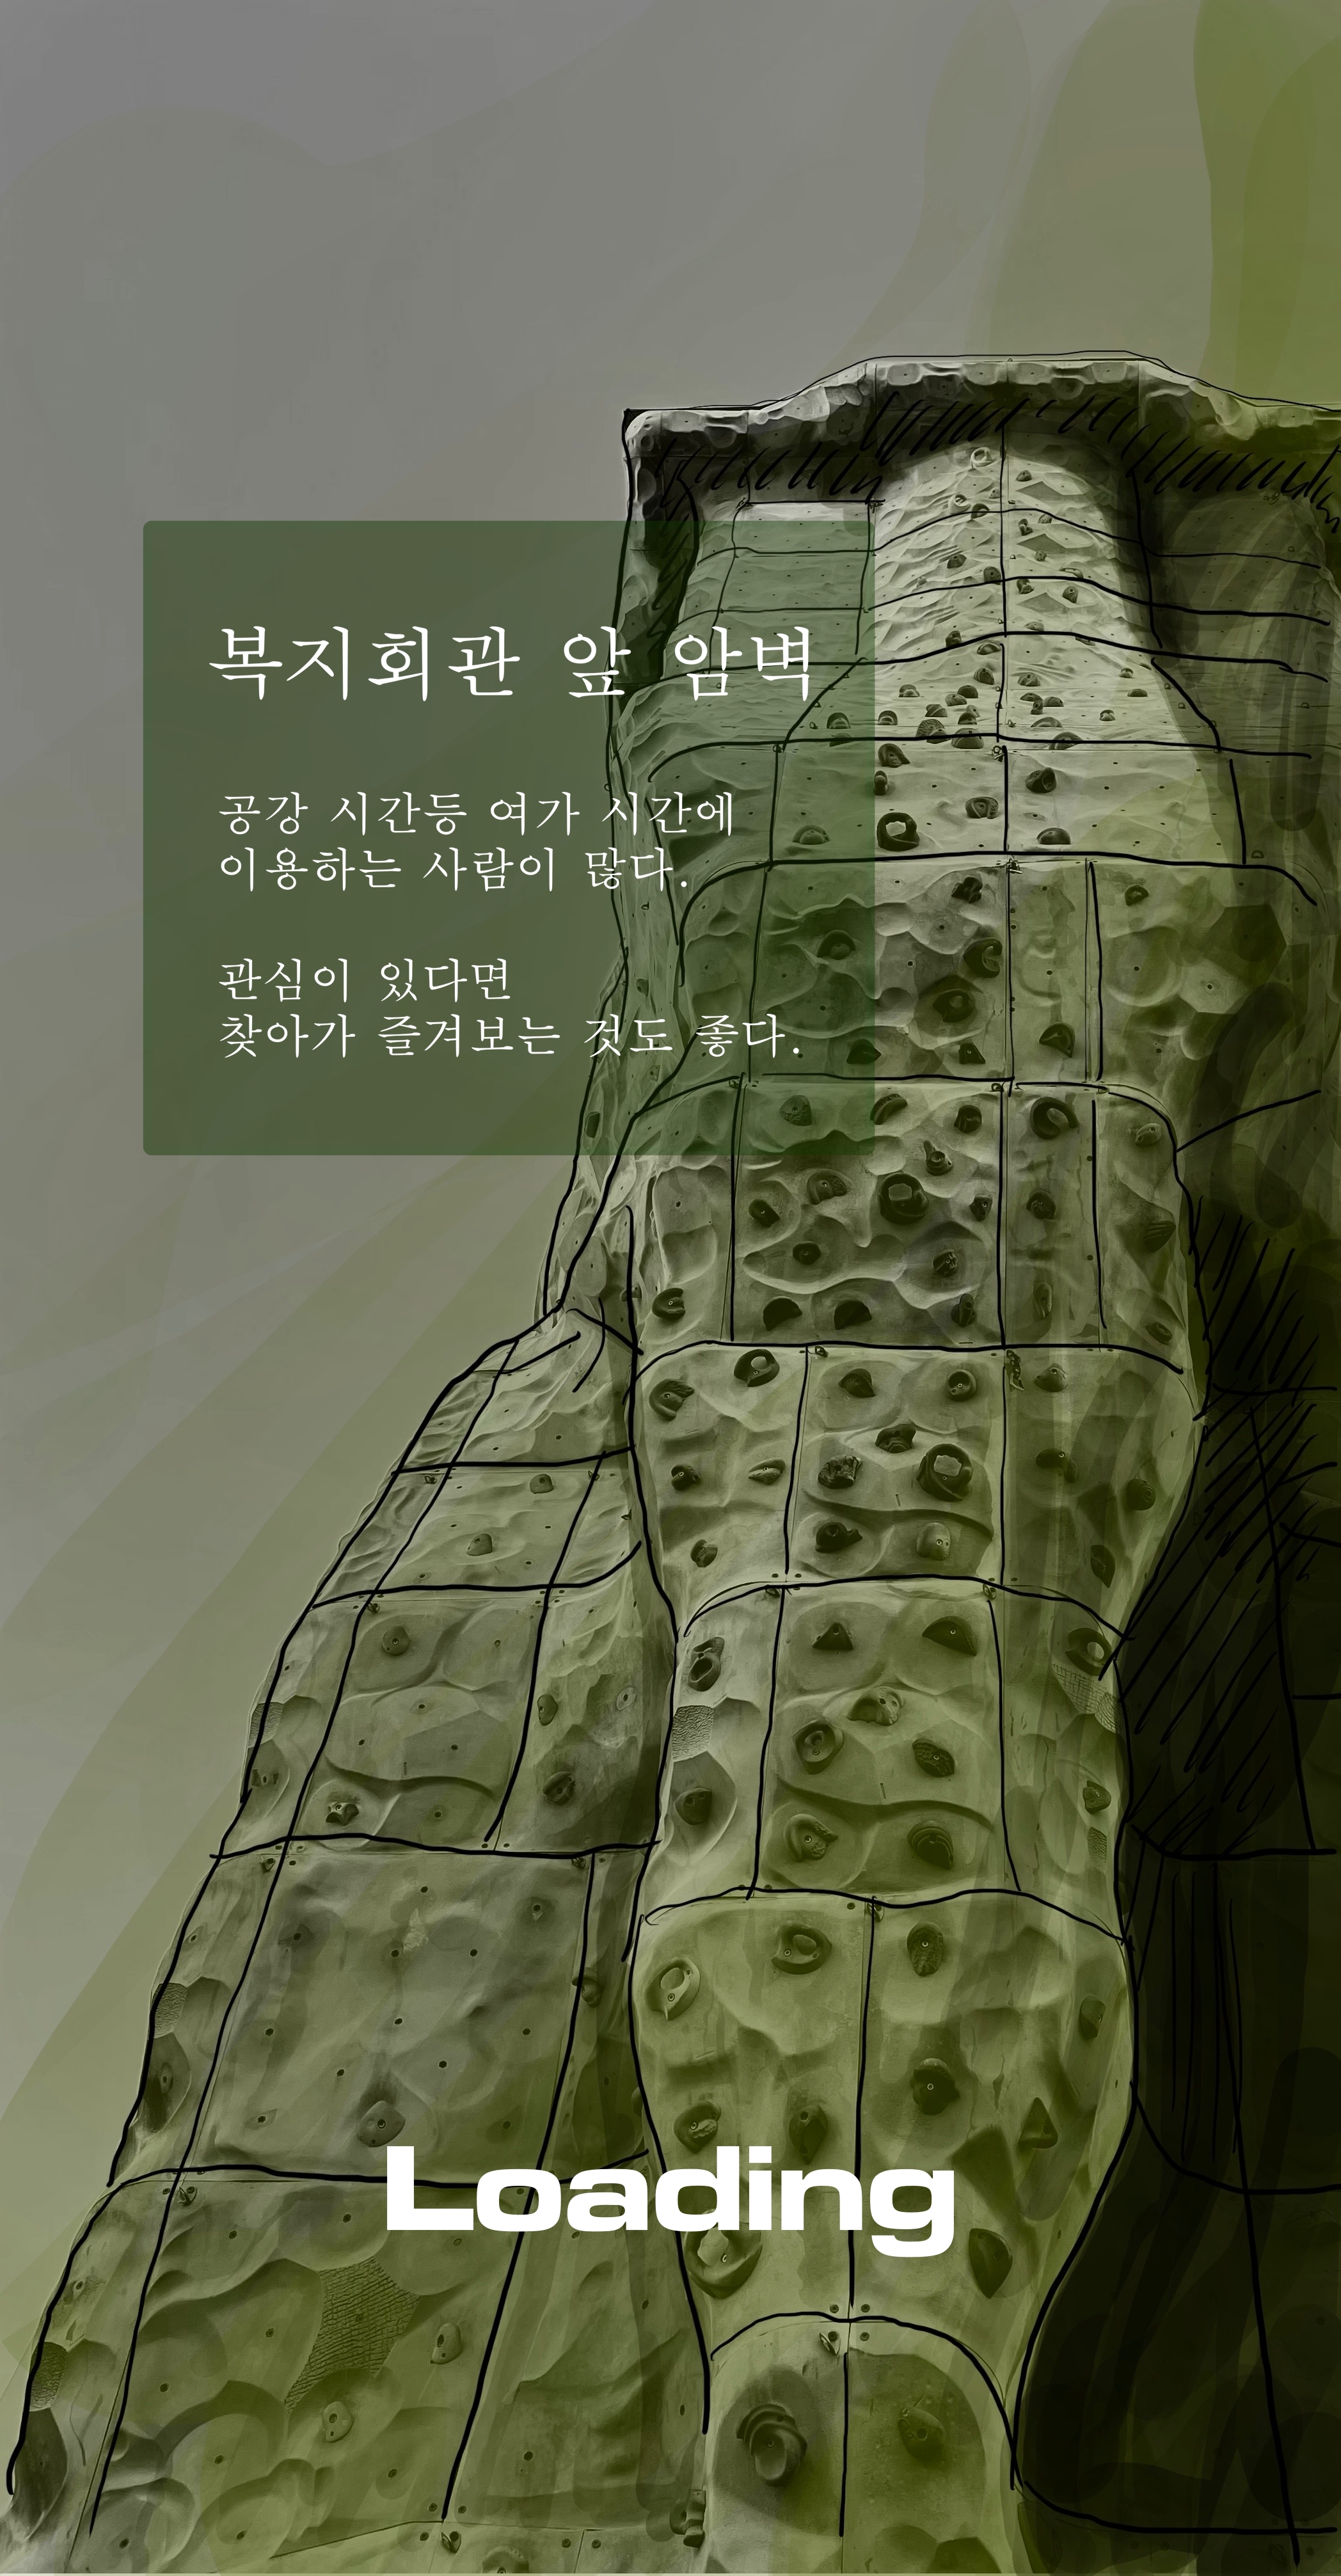 복지회관 앞 암벽
공강 시간등 여가 시간에
이용하는 사람이 많다.
관심이 있다면
찾아가 즐겨보는 것도 좋다.
Loading